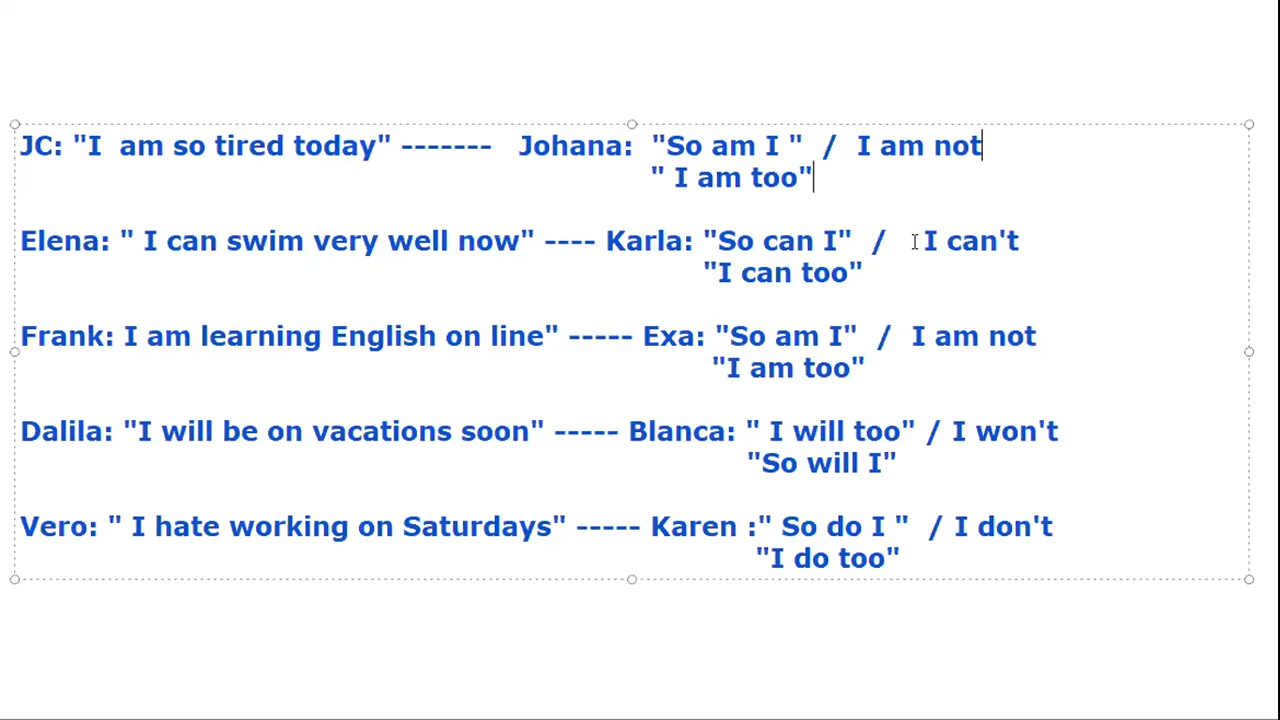 JC: "I  am so tired today" -------   Johana:  "So am I "  /  I am not
" I am too"
Elena: " I can swim very well now" ---- Karla: "So can I"  /    I can't
"I can too"
Frank: I am learning English on line" ----- Exa: "So am I"  /  I am not
"I am too"
Dalila: "I will be on vacations soon" ----- Blanca: " I will too" / I won't
"So will I"
Vero: " I hate working on Saturdays" ----- Karen :" So do I "  / I don't
"I do too"